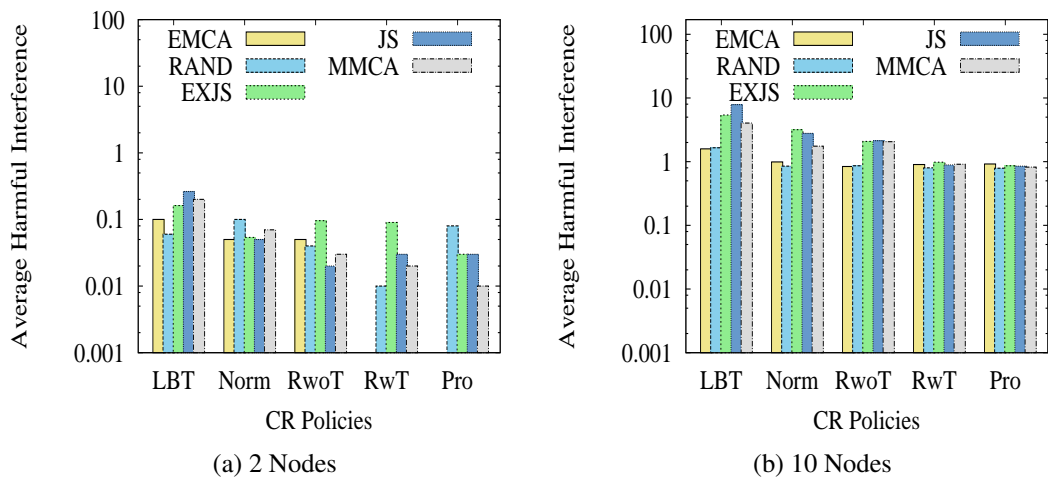 Average Harmful Interference
100
10
1
0.1
0.01
0.001
EMCA
RAND
EXJS
JS
MMCA
LBT Norm RwoT RwT Pro
CR Policies
(a) 2 Nodes
Average Harmful Interference
100
10
1
0.1
0.01
0.001
EMCA
RAND
EXJS
JS
MMCA
LBT Norm RwoT RwT Pro
CR Policies
(b) 10 Nodes